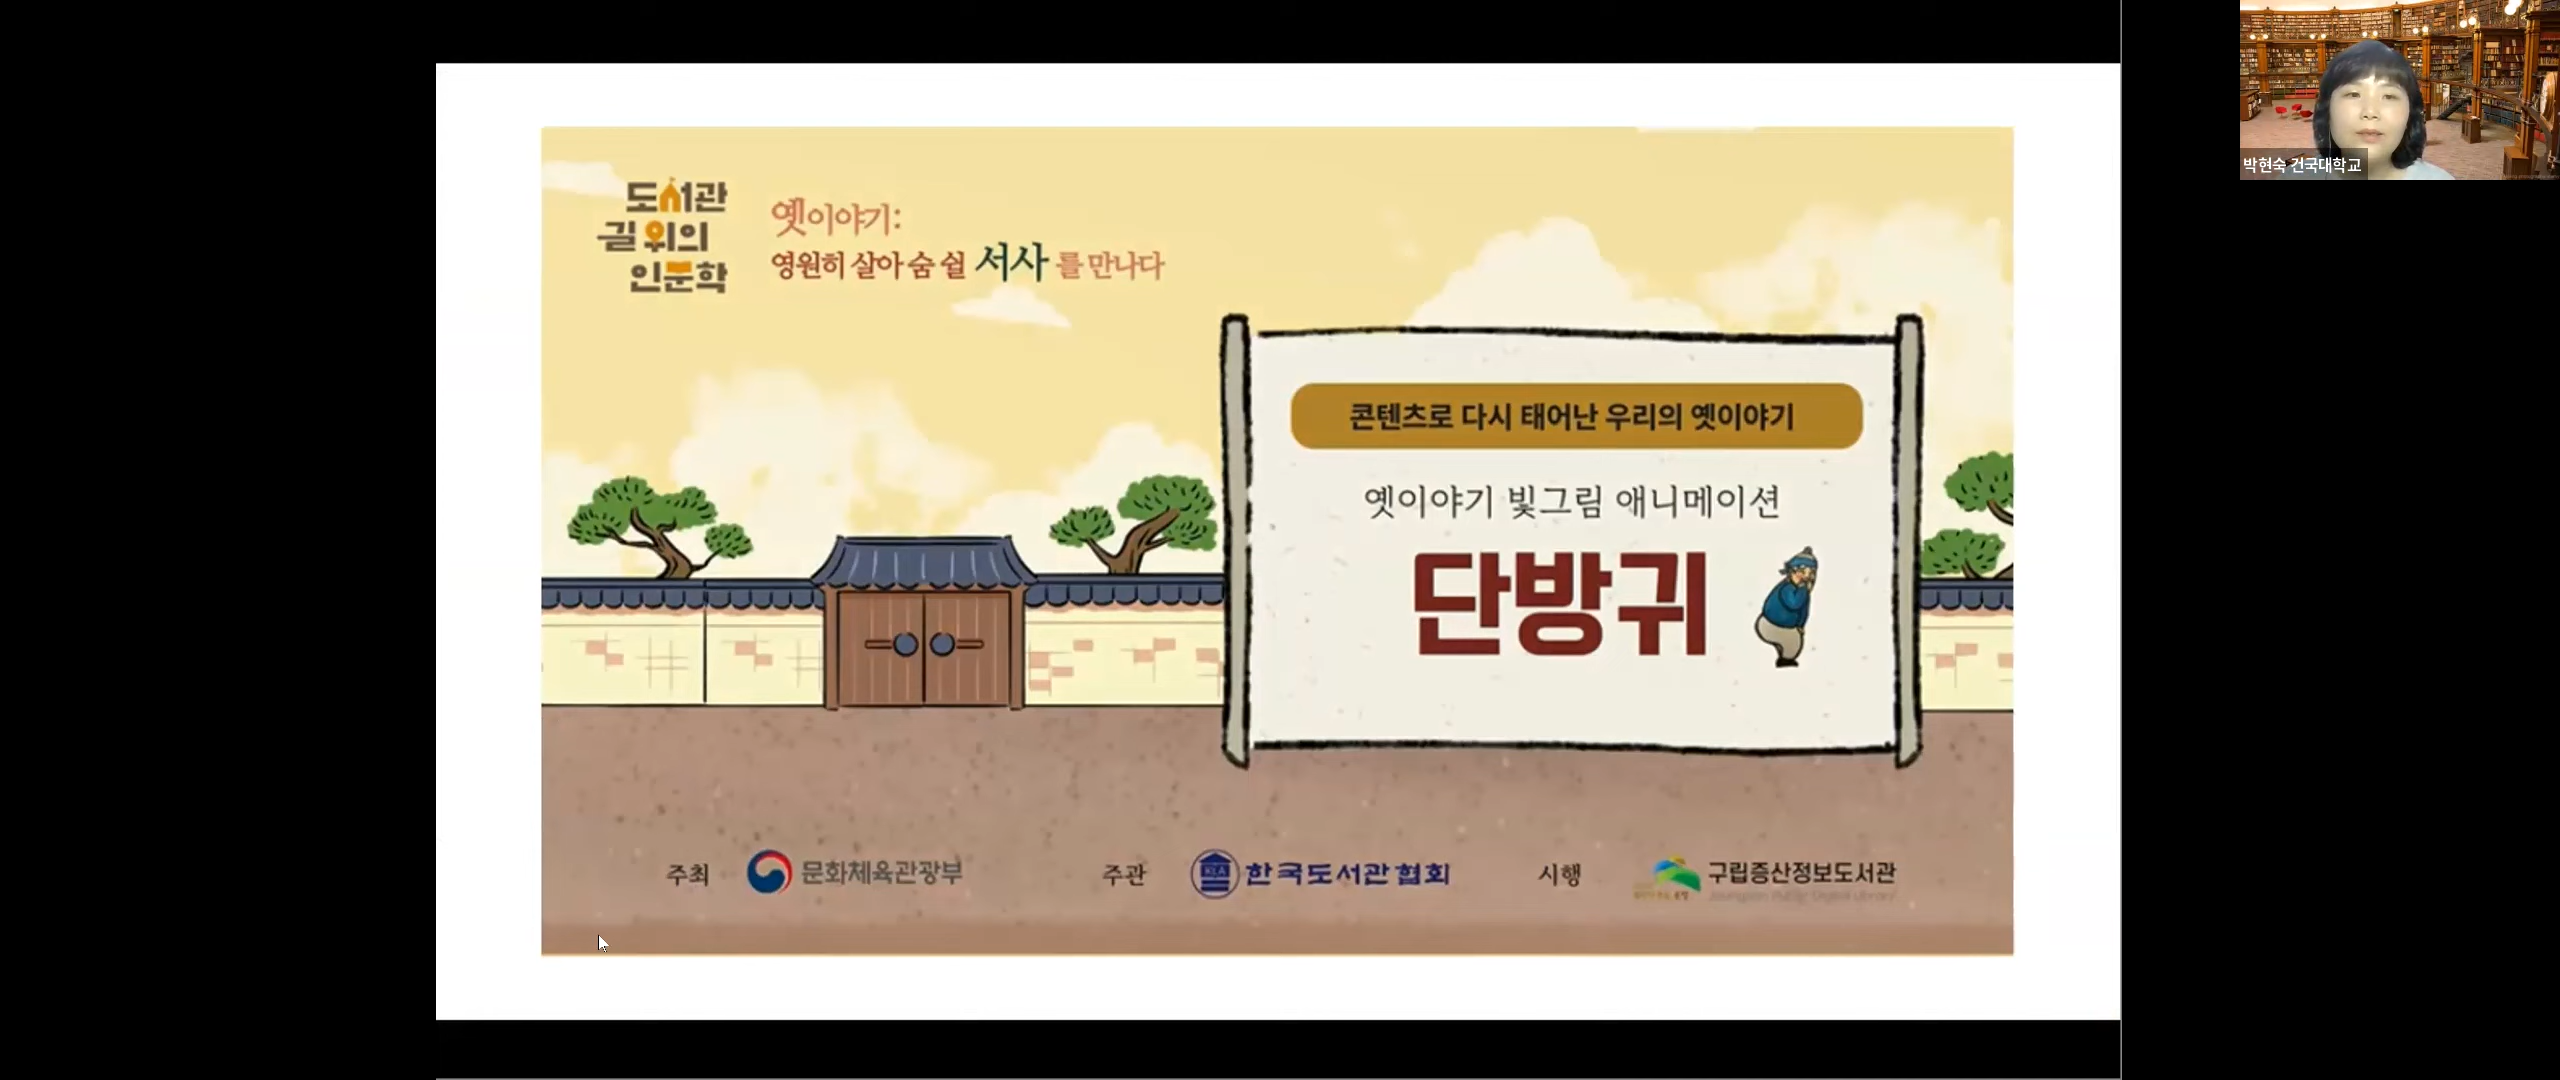 도서관
길 위의
인문학
옛이야기:
영원히 살아 숨 쉴 서사를 만나다
콘텐츠로 다시 태어난 우리의 옛이야기
옛이야기 빛그림 애니메이션
단방귀
주최 문화체육관광부
주관 한국도서관협회
시행 구립증산정보도서관
박현숙 건국대학교